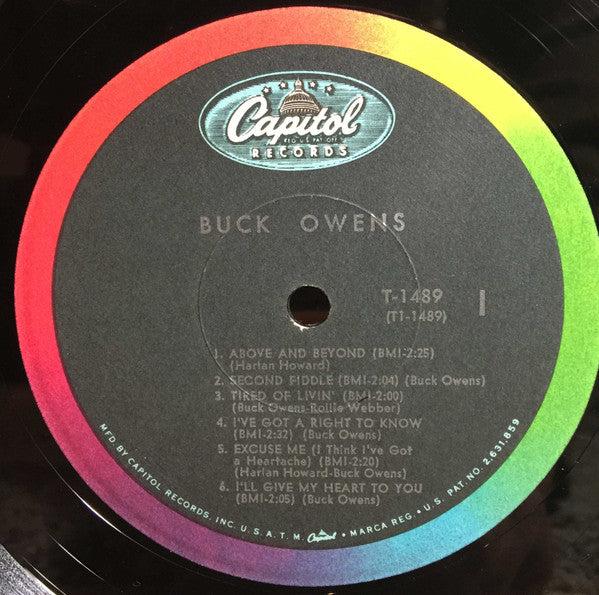 Capitol
REG. U.S. PAT. OFF.
RECORDS
BUCK OWENS
T-1489
(T1-1489)
1
1. ABOVE AND BEYOND (BMI-2:25)
(Harlan Howard)
2. SECOND FIDDLE (BMI-2:04) (Buck Owens)
3. TIRED OF LIVIN' (BMI-2:00)
(Buck Owens-Rollie Webber)
4. I'VE GOT A RIGHT TO KNOW
(BMI-2:32) (Buck Owens)
5. EXCUSE ME (I Think I've Got
a Heartache) (BMI-2:20)
(Harlan Howard-Buck Owens)
6. I'LL GIVE MY HEART TO YOU
(BMI-2:05) (Buck Owens)
MFD. BY CAPITOL RECORDS, INC. U.S.A. T.M. Capitol • MARCA REG. • U.S. PAT. NO. 2,631,859